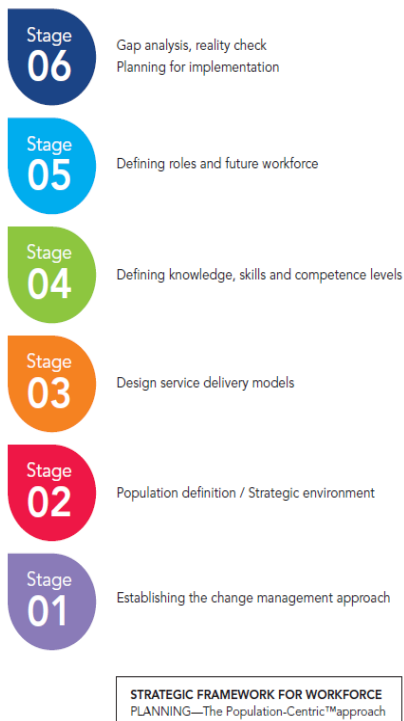 Stage
06
Gap analysis, reality check
Planning for implementation
Stage
05
Defining roles and future workforce
Stage
04
Defining knowledge, skills and competence levels
Stage
03
Design service delivery models
Stage
02
Population definition / Strategic environment
Stage
01
Establishing the change management approach
STRATEGIC FRAMEWORK FOR WORKFORCE
PLANNING—The Population-Centric™approach